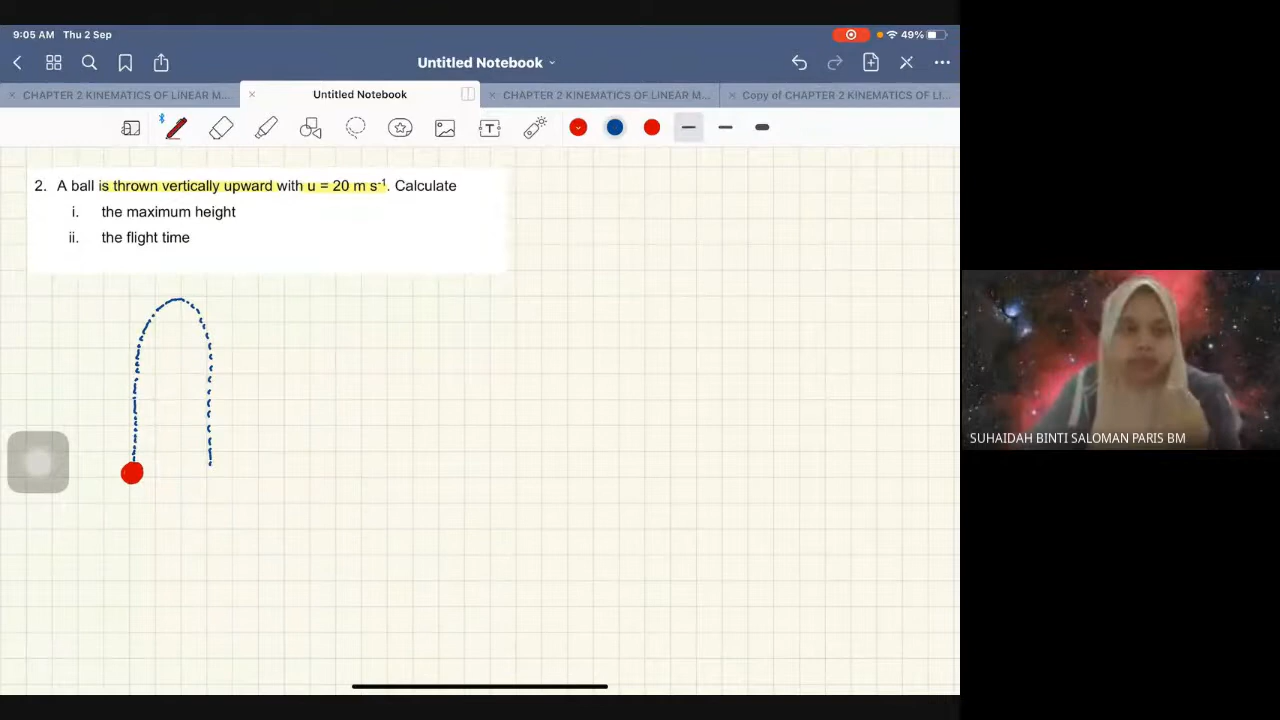 9:05 AM Thu 2 Sep
49%
Untitled Notebook
CHAPTER 2 KINEMATICS OF LINEAR M...
Untitled Notebook
CHAPTER 2 KINEMATICS OF LINEAR M...
Copy of CHAPTER 2 KINEMATICS OF LI...
T
2. A ball is thrown vertically upward with u = 20 m s⁻¹. Calculate
i. the maximum height
ii. the flight time
SUHAIDAH BINTI SALOMAN PARIS BM